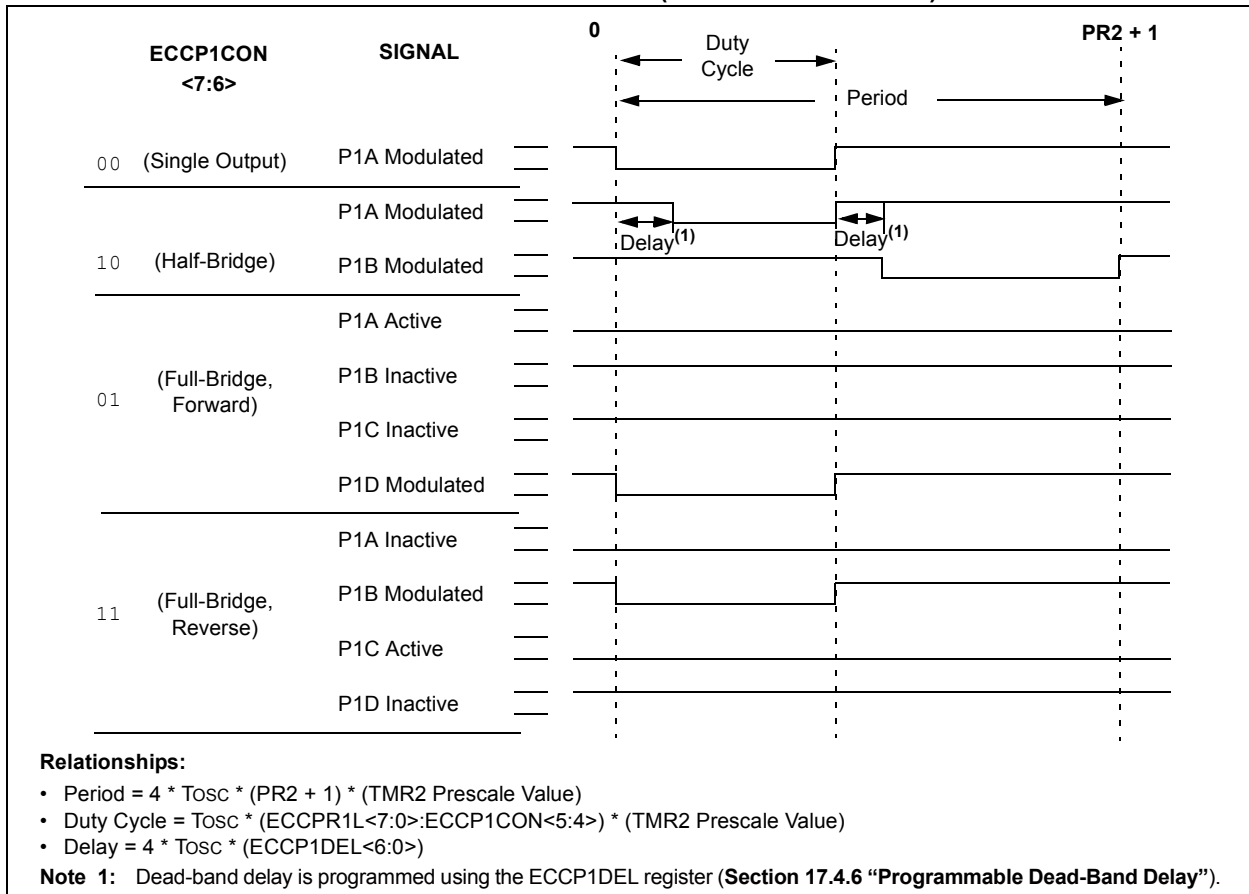 0 Duty Cycle PR2 + 1
ECCP1CON <7:6> SIGNAL
Period
00 (Single Output) P1A Modulated
P1A Modulated
Delay(1) Delay(1)
10 (Half-Bridge) P1B Modulated
P1A Active
P1B Inactive
01 (Full-Bridge, Forward)
P1C Inactive
P1D Modulated
P1A Inactive
P1B Modulated
11 (Full-Bridge, Reverse)
P1C Active
P1D Inactive
Relationships:
• Period = 4 * TOSC * (PR2 + 1) * (TMR2 Prescale Value)
• Duty Cycle = TOSC * (ECCPR1L<7:0>:ECCP1CON<5:4>) * (TMR2 Prescale Value)
• Delay = 4 * TOSC * (ECCP1DEL<6:0>)
Note 1: Dead-band delay is programmed using the ECCP1DEL register (Section 17.4.6 “Programmable Dead-Band Delay”).